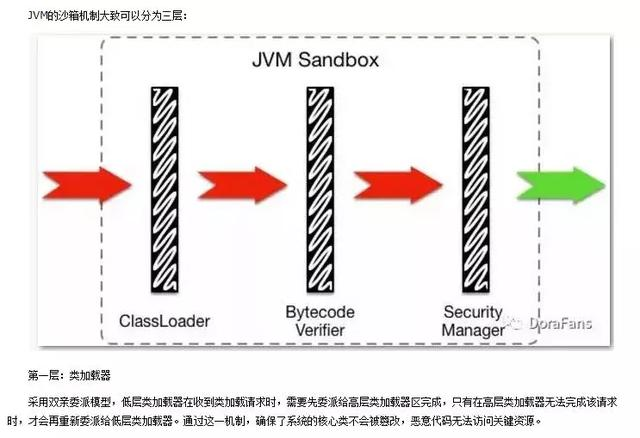 JVM的沙箱机制大致可以分为三层：
JVM Sandbox
ClassLoader
Bytecode
Verifier
Security
Manager
DoraFans
第一层：类加载器
采用双亲委派模型，低层类加载器在收到类加载请求时，需要先委派给高层类加载器区完成，只有在高层类加载器无法完成该请求
时，才会再重新委派给低层类加载器。通过这一机制，确保了系统的核心类不会被篡改，恶意代码无法访问关键资源。